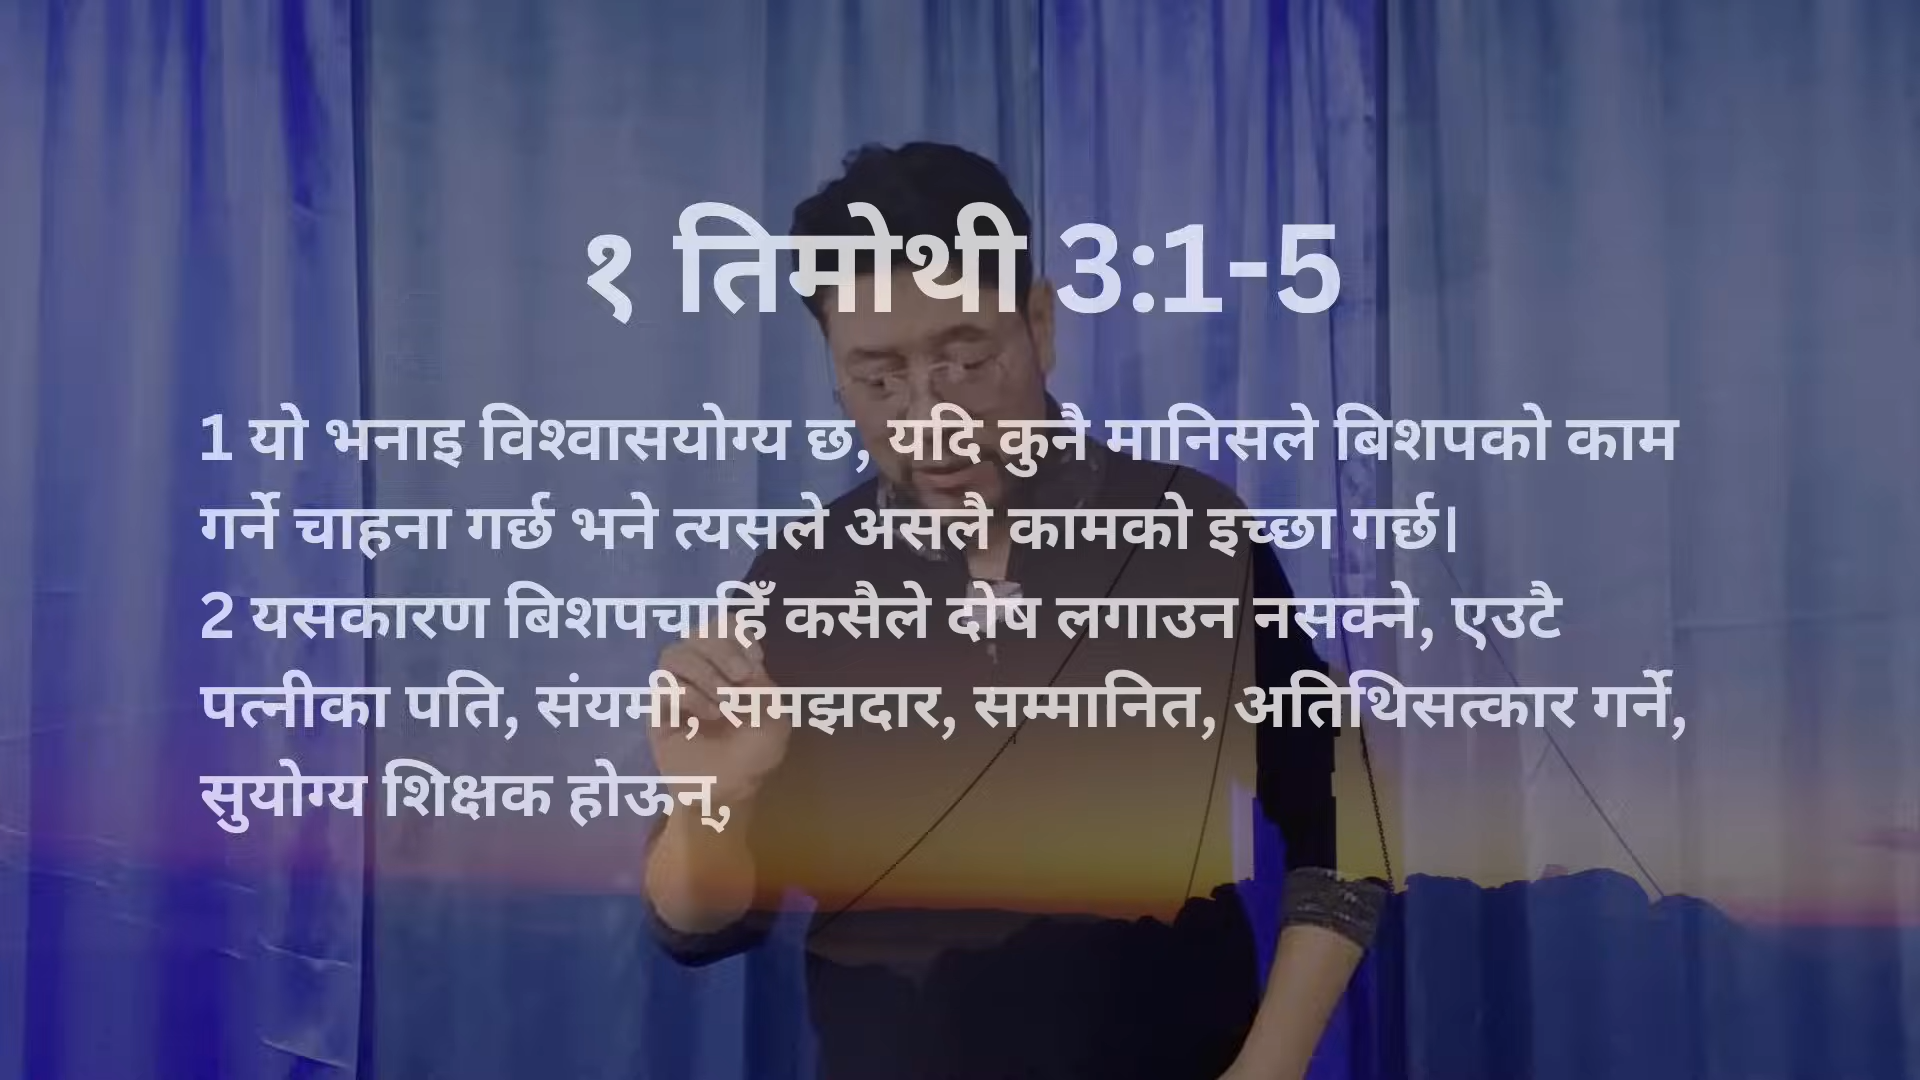 १ तिमोथी 3:1-5
1 यो भनाइ विश्वासयोग्य छ, यदि कुनै मानिसले बिशपको काम
गर्ने चाहना गर्छ भने त्यसले असलै कामको इच्छा गर्छ।
2 यसकारण बिशपचाहिँ कसैले दोष लगाउन नसक्ने, एउटै
पत्नीका पति, संयमी, समझदार, सम्मानित, अतिथिसत्कार गर्ने,
सुयोग्य शिक्षक होऊन्,